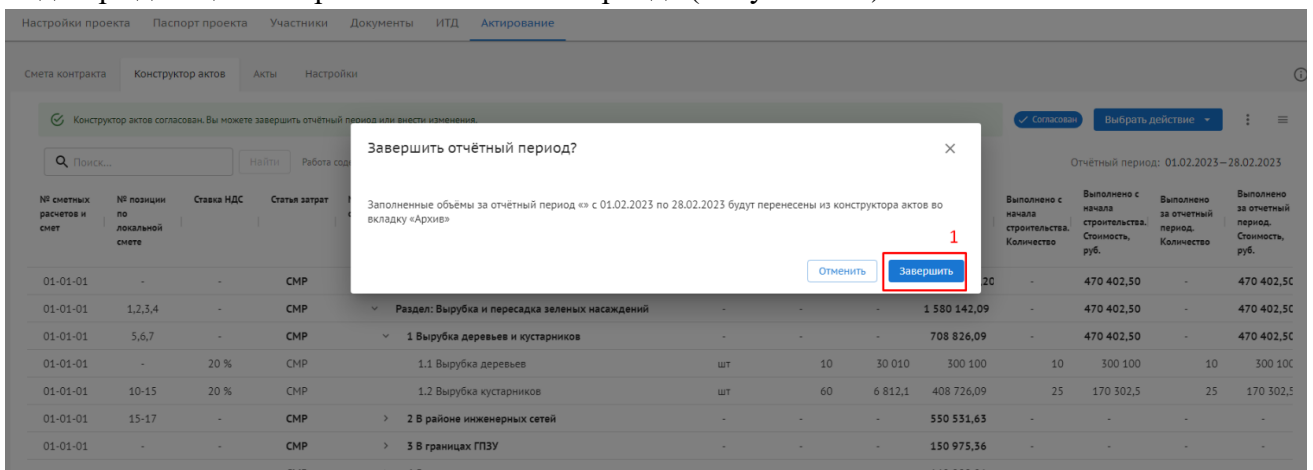 Настройки проекта Паспорт проекта Участники Документы ИТД Актирование
Смета контракта Конструктор актов Акты Настройки
Конструктор актов согласован. Вы можете завершить отчётный период или внести изменения.
Согласован Выбрать действие
Завершить отчётный период?
Поиск... Найти Работа
Отчётный период: 01.02.2023—28.02.2023
№ сметных расчетов и смет № позиции по локальной смете Ставка НДС Статья затрат
Выполнено с начала строительства. Количество Выполнено с начала строительства. Стоимость, руб. Выполнено за отчетный период. Количество Выполнено за отчетный период. Стоимость, руб.
Заполненные объёмы за отчётный период «» с 01.02.2023 по 28.02.2023 будут перенесены из конструктора актов во
вкладку «Архив»
1
Отменить Завершить
01-01-01 - - СМР - 470 402,50 - 470 402,50
01-01-01 1,2,3,4 - СМР Раздел: Вырубка и пересадка зеленых насаждений - - - 1 580 142,09 - 470 402,50 - 470 402,50
01-01-01 5,6,7 - СМР 1 Вырубка деревьев и кустарников - - - 708 826,09 - 470 402,50 - 470 402,50
01-01-01 - 20 % СМР 1.1 Вырубка деревьев шт 10 30 010 300 100 10 300 100 10 300 100
01-01-01 10-15 20 % СМР 1.2 Вырубка кустарников шт 60 6 812,1 408 726,09 25 170 302,5 25 170 302,5
01-01-01 15-17 - СМР 2 В районе инженерных сетей - - - 550 531,63 - - - -
01-01-01 - - СМР 3 В границах ГПЗУ - - - 150 975,36 - - - -